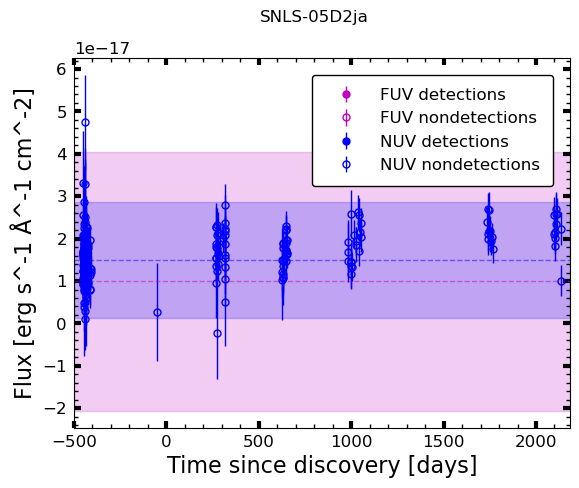 SNLS-05D2ja
1e−17
FUV detections
FUV nondetections
NUV detections
NUV nondetections
Flux [erg s^-1 Å^-1 cm^-2]
6
5
4
3
2
1
0
−1
−2
−500
0
500
1000
1500
2000
Time since discovery [days]